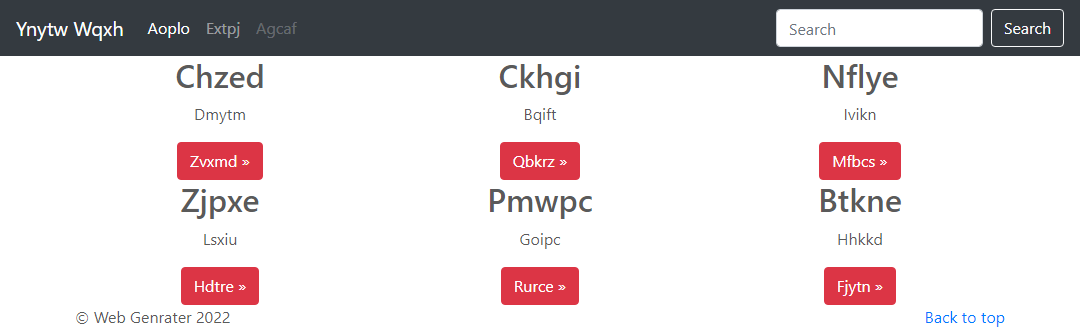 Ynytw Wqxh Aoplo Extpj Agcaf Search Search
Chzed Ckhgi Nflye
Dmytm Bqift Ivikn
Zvxmd » Qbkrz » Mfbcs »
Zjpxe Pmwpc Btkne
Lsxiu Goipc Hhkkd
Hdtre » Rurce » Fjytn »
© Web Genrater 2022 Back to top